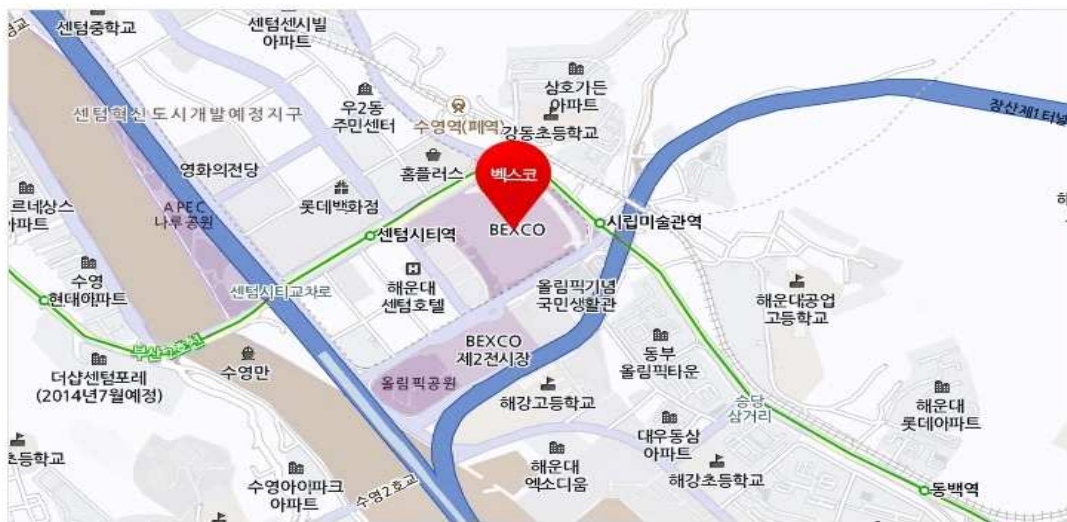 센텀중학교
센텀센시빌
아파트
삼호가든
아파트
장산제1터널
센텀혁신도시개발예정지구
우2동
주민센터
수영역(폐역)
강동초등학교
영화의전당
홈플러스
벡스코
르네상스
아파트
APEC
나루공원
롯데백화점
BEXCO
시립미술관역
센텀시티역
수영
현대아파트
센텀시티교차로
해운대
센텀호텔
올림픽기념
국민생활관
해운대공업
고등학교
부산2호선
수영만
BEXCO
제2전시장
동부
올림픽타운
더샵센텀포레
(2014년7월예정)
올림픽공원
해강고등학교
승당
삼거리
해운대
롯데아파트
대우동삼
아파트
초등학교
수영아이파크
아파트
수영2호교
해운대
엑소디움
해강초등학교
동백역